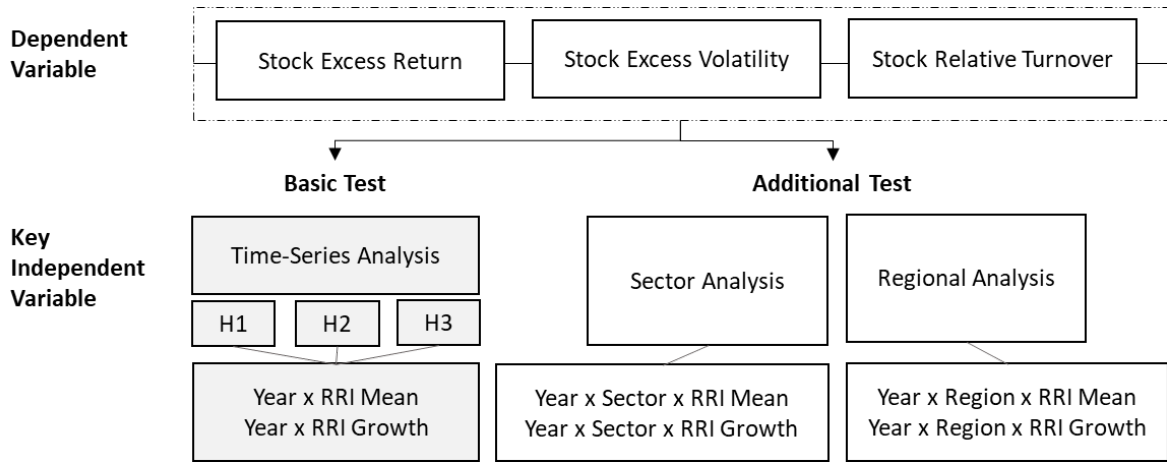 Dependent
Variable
Stock Excess Return
Stock Excess Volatility
Stock Relative Turnover
Basic Test
Additional Test
Key
Independent
Variable
Time-Series Analysis
H1
H2
H3
Sector Analysis
Regional Analysis
Year x RRI Mean
Year x RRI Growth
Year x Sector x RRI Mean
Year x Sector x RRI Growth
Year x Region x RRI Mean
Year x Region x RRI Growth